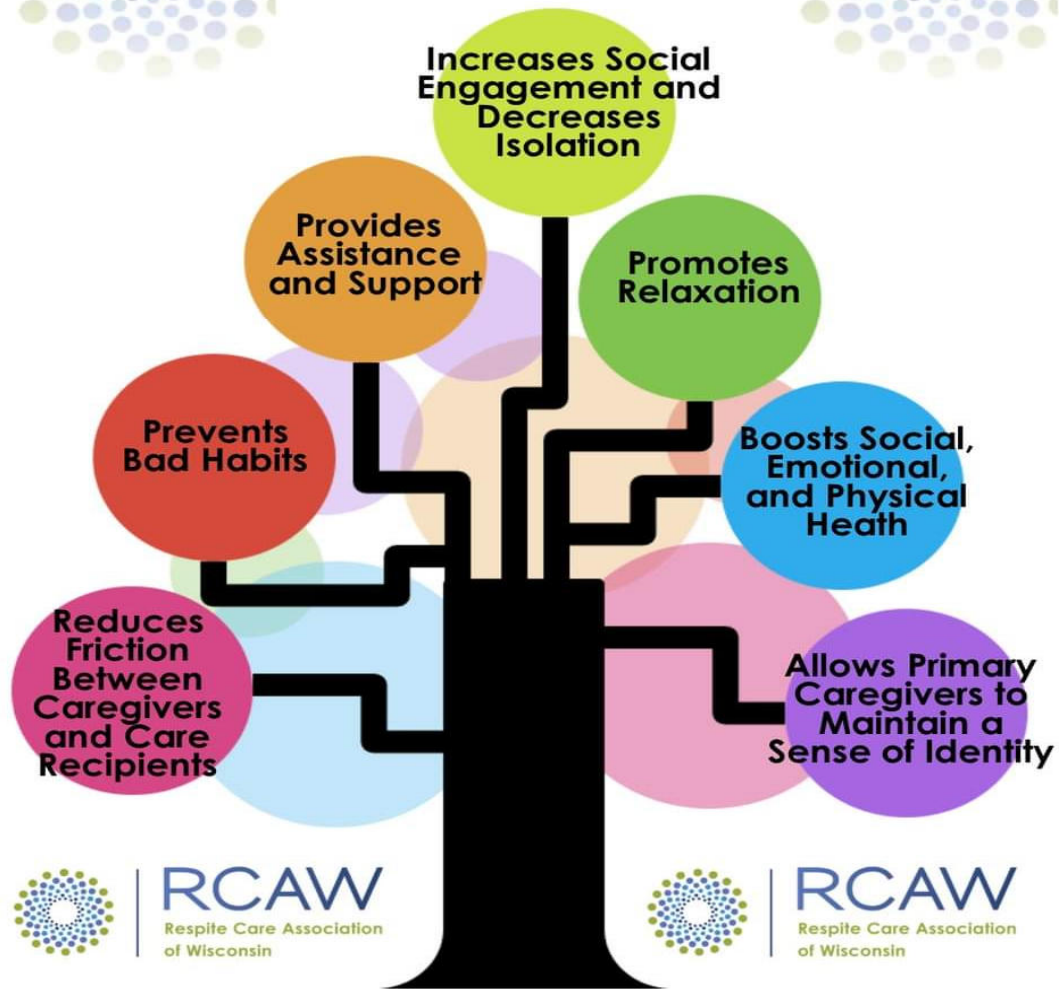 Increases Social
Engagement and
Decreases
Isolation
Provides
Assistance
and Support
Promotes
Relaxation
Prevents
Bad Habits
Boosts Social,
Emotional,
and Physical
Heath
Reduces
Friction
Between
Caregivers
and Care
Recipients
Allows Primary
Caregivers to
Maintain a
Sense of Identity
RCAW
Respite Care Association
of Wisconsin
RCAW
Respite Care Association
of Wisconsin